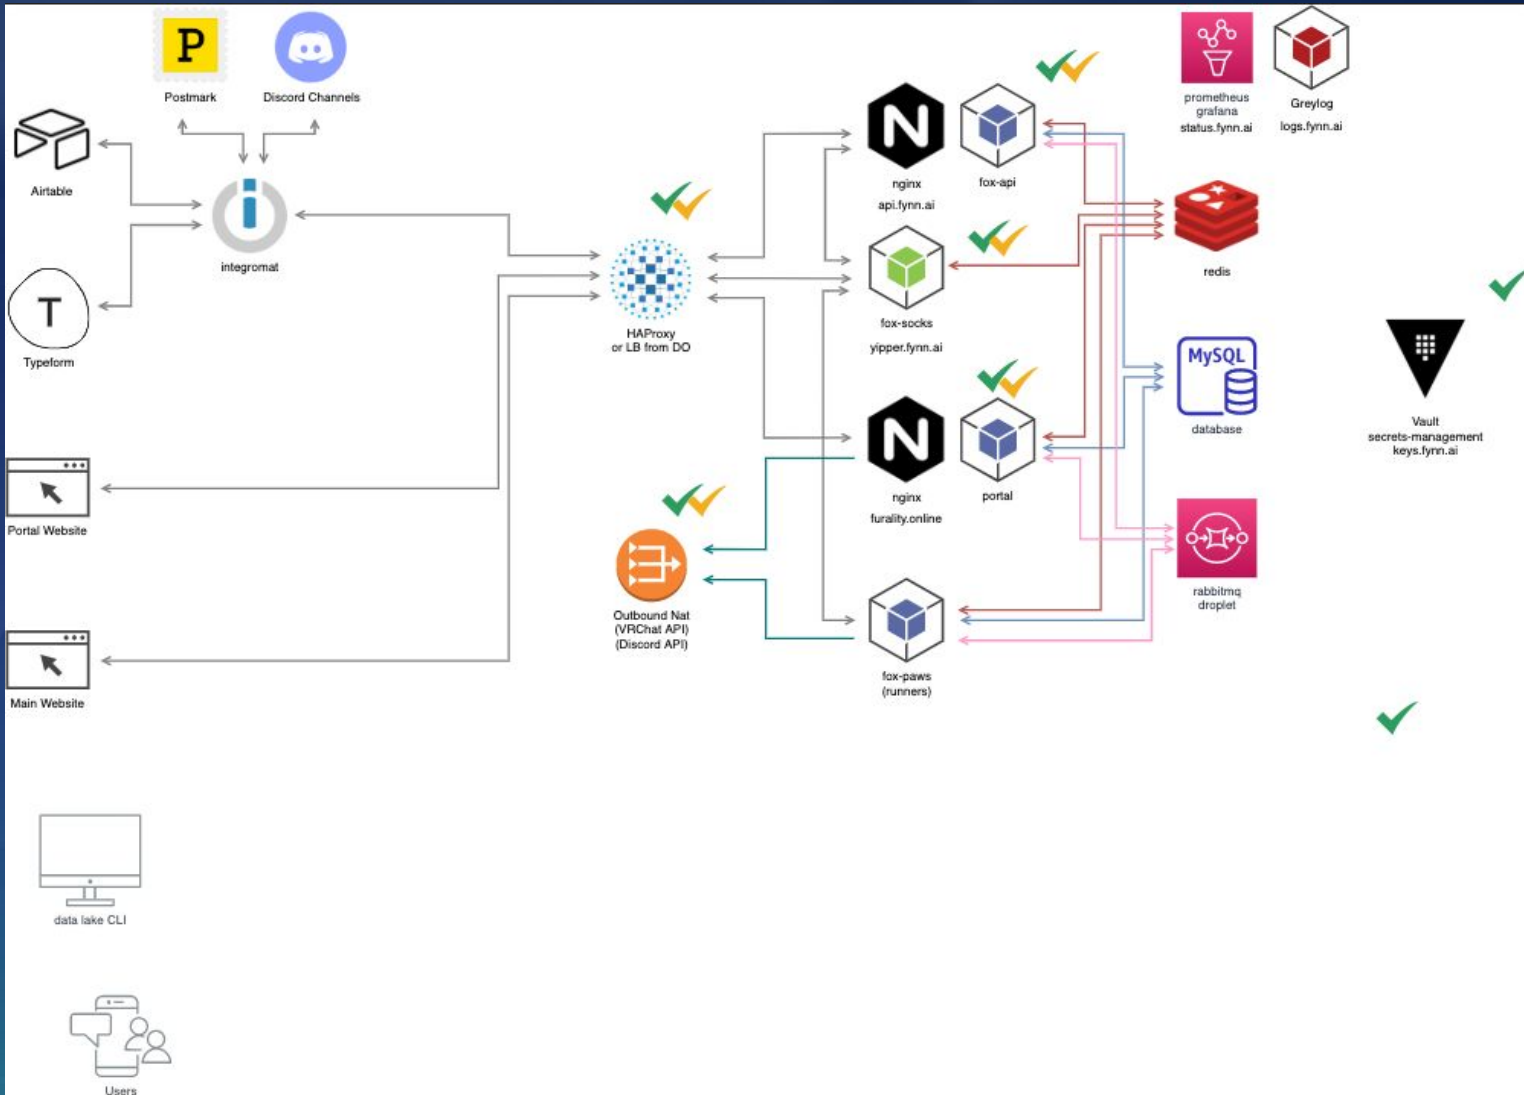 P
Postmark
Discord Channels
Airtable
integromat
T
Typeform
Portal Website
Main Website
data lake CLI
Users
HAProxy
or LB from DO
Outbound Nat
(VRChat API)
(Discord API)
N
nginx
api.fynn.ai
fox-api
fox-socks
yipper.fynn.ai
N
nginx
furality.online
portal
fox-paws
(runners)
prometheus
grafana
status.fynn.ai
Greylog
logs.fynn.ai
redis
MySQL
database
rabbitmq
droplet
Vault
secrets-management
keys.fynn.ai